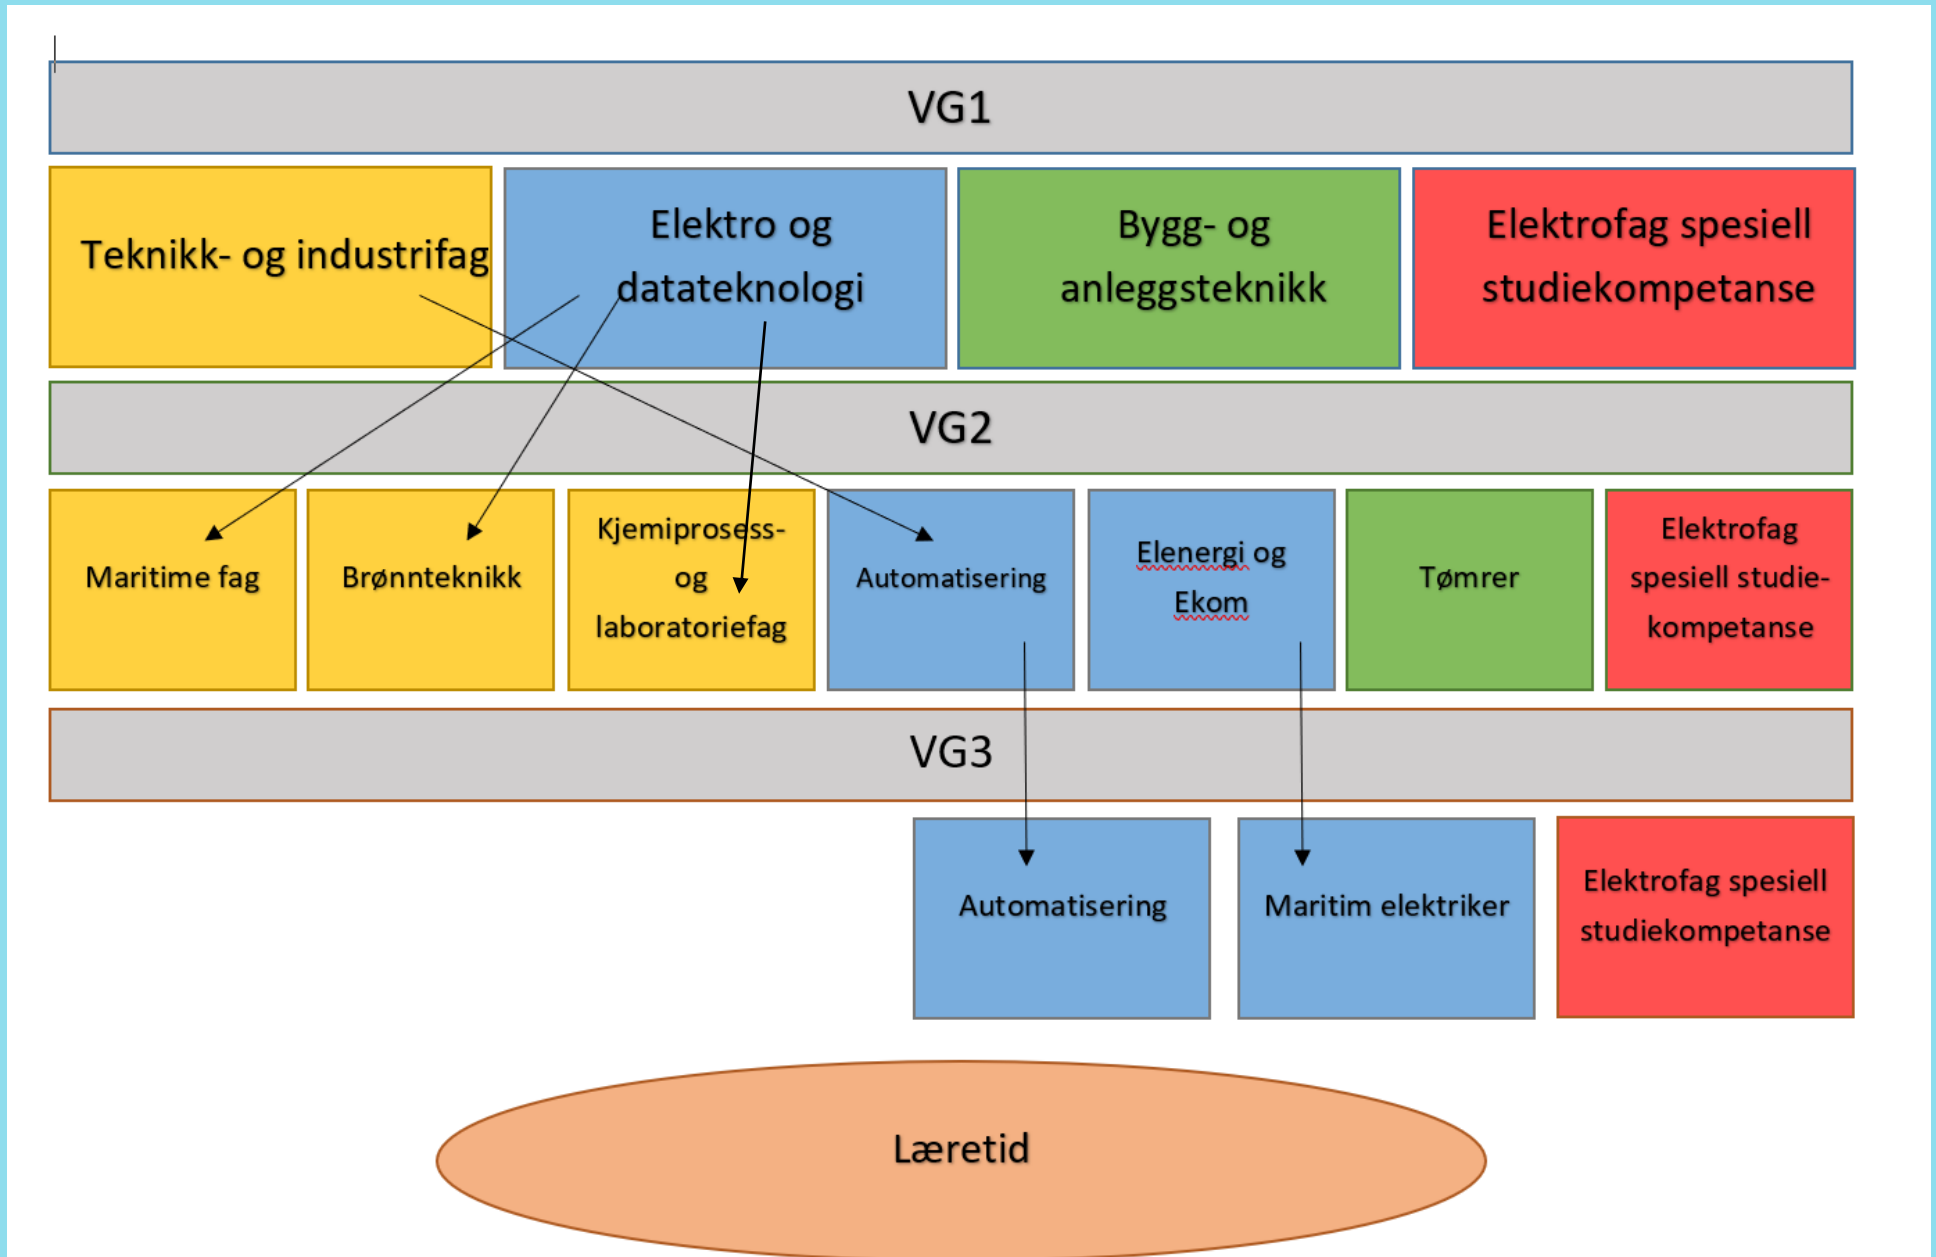 VG1
Teknikk- og industrifag
Elektro og
datateknologi
Bygg- og
anleggsteknikk
Elektrofag spesiell
studiekompetanse
VG2
Maritime fag
Brønnteknikk
Kjemiprosess-
og
laboratoriefag
Automatisering
Elenergi og
Ekom
Tømrer
Elektrofag
spesiell studie-
kompetanse
VG3
Automatisering
Maritim elektriker
Elektrofag spesiell
studiekompetanse
Læretid